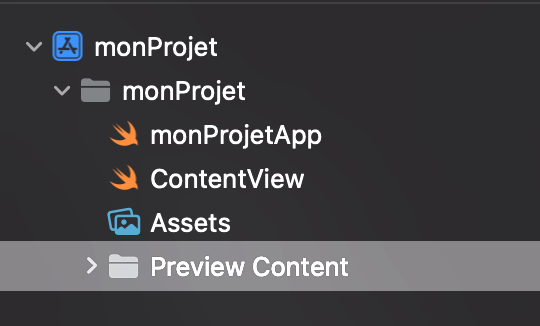 monProjet
monProjet
monProjetApp
ContentView
Assets
Preview Content